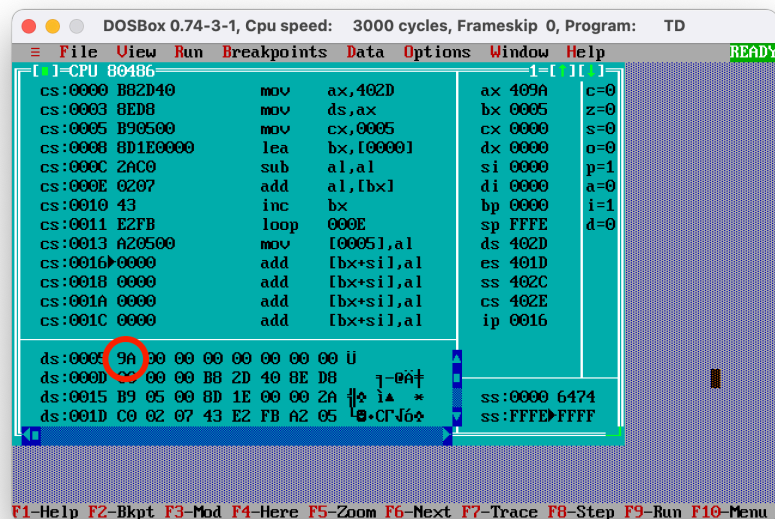 DOSBox 0.74-3-1, Cpu speed: 3000 cycles, Frameskip 0, Program: TD
≡ File View Run Breakpoints Data Options Window Help READY
[■]=CPU 80486 1=[↑][↓]
cs:0000 B82D40 mov ax,402D ax 409A c=0
cs:0003 8ED8 mov ds,ax bx 0005 z=0
cs:0005 B90500 mov cx,0005 cx 0000 s=0
cs:0008 8D1E0000 lea bx,[0000] dx 0000 o=0
cs:000C 2AC0 sub al,al si 0000 p=1
cs:000E 0207 add al,[bx] di 0000 a=0
cs:0010 43 inc bx bp 0000 i=1
cs:0011 E2FB loop 000E sp FFFE d=0
cs:0013 A20500 mov [0005],al ds 402D
cs:0016►0000 add [bx+si],al es 401D
cs:0018 0000 add [bx+si],al ss 402C
cs:001A 0000 add [bx+si],al cs 402E
cs:001C 0000 add [bx+si],al ip 0016
ds:0005 9A 00 00 00 00 00 00 00 Ü
ds:000D 00 00 00 B8 2D 40 8E D8 ╕-@Ä╪
ds:0015 B9 05 00 8D 1E 00 00 2A ╣♣ ì▲ * ss:0000 6474
ds:001D C0 02 07 43 E2 FB A2 05 └☻•CΓ√ó♣ ss:FFFE►FFFF
F1-Help F2-Bkpt F3-Mod F4-Here F5-Zoom F6-Next F7-Trace F8-Step F9-Run F10-Menu